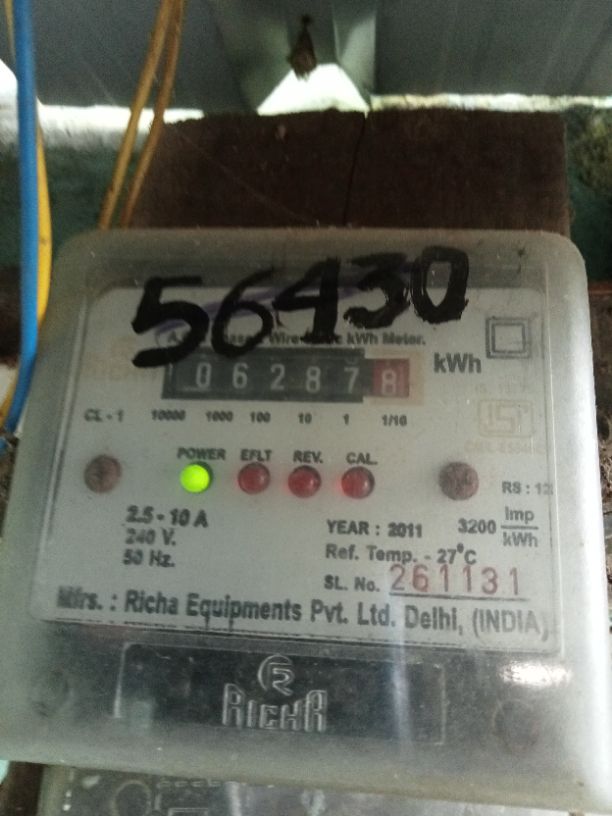 56430
kWh Meter.
06287 8
kWh
CL - 1 10000 1000 100 10 1 1/10
POWER EFLT REV. CAL.
2.5 - 10 A
240 V.
50 Hz.
YEAR : 2011 3200 Imp/kWh
Ref. Temp. - 27°C
SL. No. 261131
Mfrs. : Richa Equipments Pvt. Ltd. Delhi, (INDIA)
RICHA